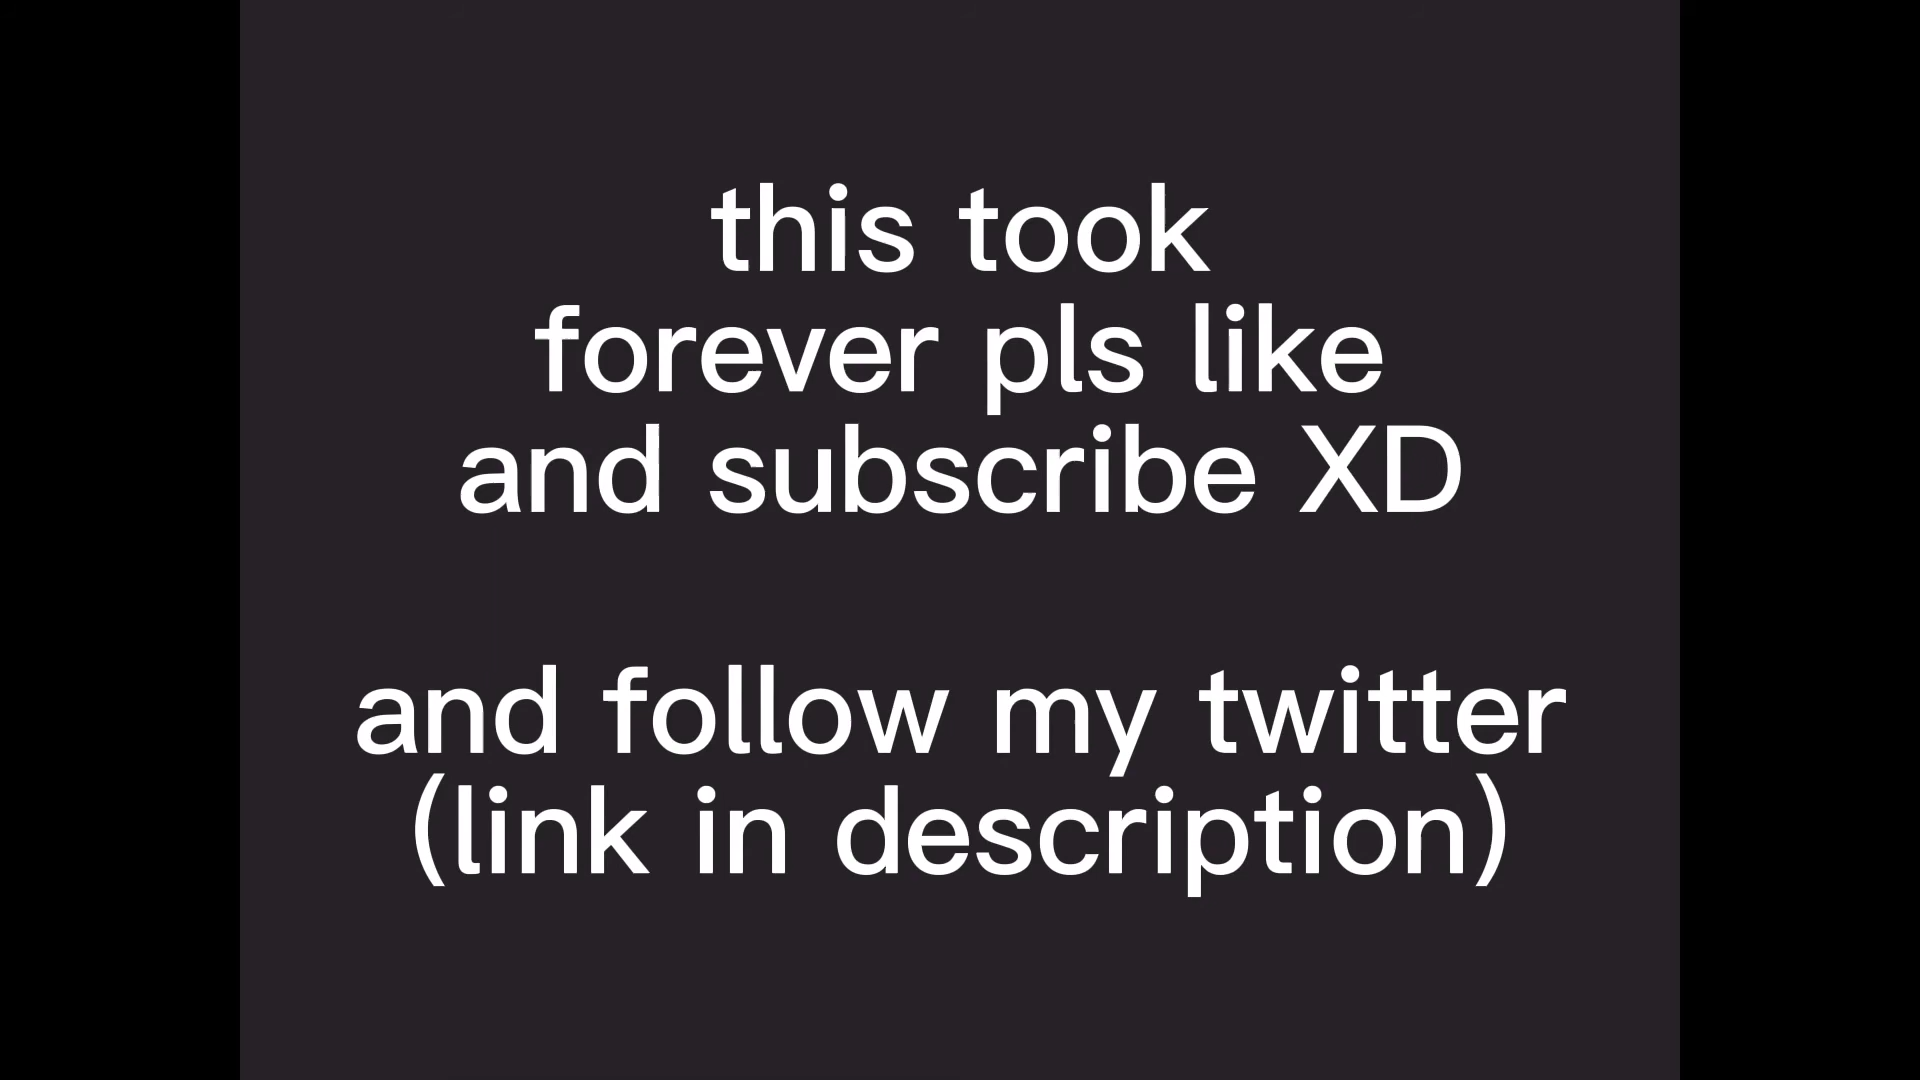 this took
forever pls like
and subscribe XD
and follow my twitter
(link in description)